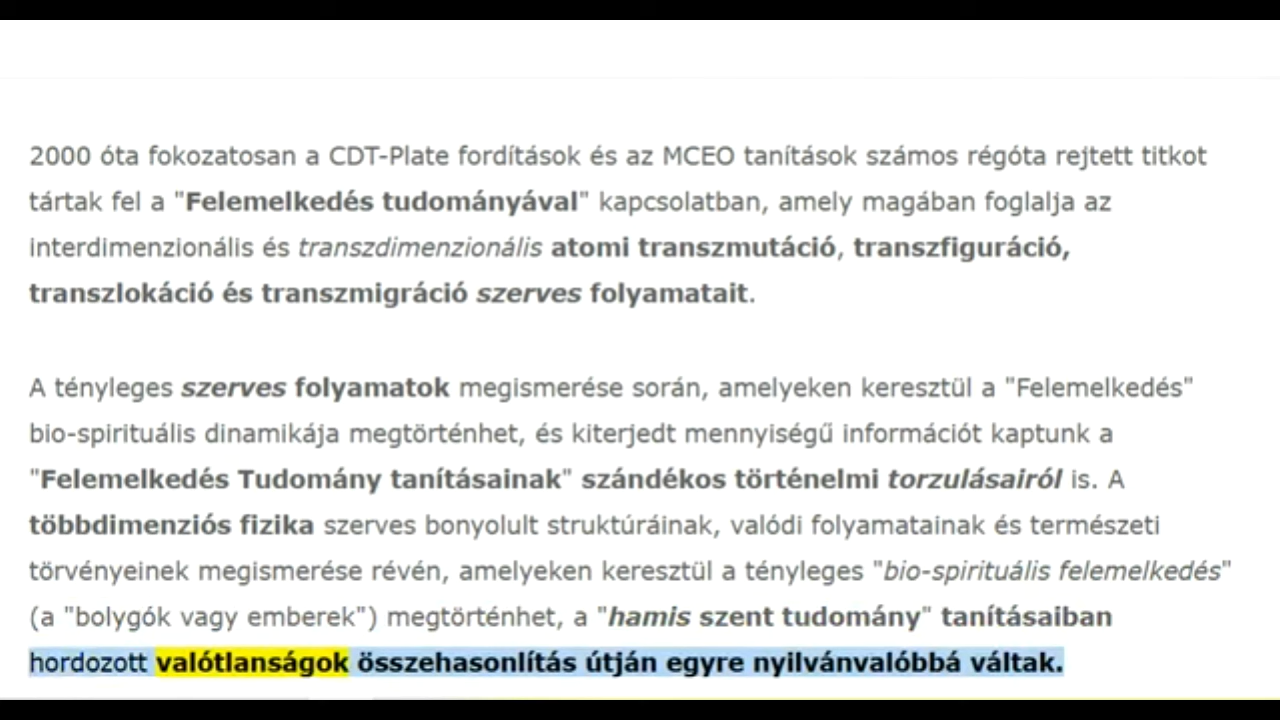 2000 óta fokozatosan a CDT-Plate fordítások és az MCEO tanítások számos régóta rejtett titkot
tártak fel a "Felemelkedés tudományával" kapcsolatban, amely magában foglalja az
interdimenzionális és transzdimenzionális atomi transzmutáció, transzfiguráció,
transzlokáció és transzmigráció szerves folyamatait.
A tényleges szerves folyamatok megismerése során, amelyeken keresztül a "Felemelkedés"
bio-spirituális dinamikája megtörténhet, és kiterjedt mennyiségű információt kaptunk a
"Felemelkedés Tudomány tanításainak" szándékos történelmi torzulásairól is. A
többdimenziós fizika szerves bonyolult struktúráinak, valódi folyamatainak és természeti
törvényeinek megismerése révén, amelyeken keresztül a tényleges "bio-spirituális felemelkedés"
(a "bolygók vagy emberek") megtörténhet, a "hamis szent tudomány" tanításaiban
hordozott valótlanságok összehasonlítás útján egyre nyilvánvalóbbá váltak.